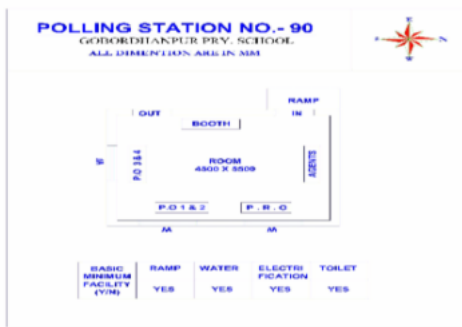 POLLING STATION NO.- 90
GOBORDHANPUR PRY. SCHOOL
ALL DIMENTION ARE IN MM
E
S
N
RAMP
OUT
IN
BOOTH
W
P.O 3&4
ROOM
4500 X 5509
AGENTS
P.O 1 & 2
P . R . O
W
W
BASIC MINIMUM FACILITY (Y/N)
RAMP
WATER
ELECTRI FICATION
TOILET
YES
YES
YES
YES